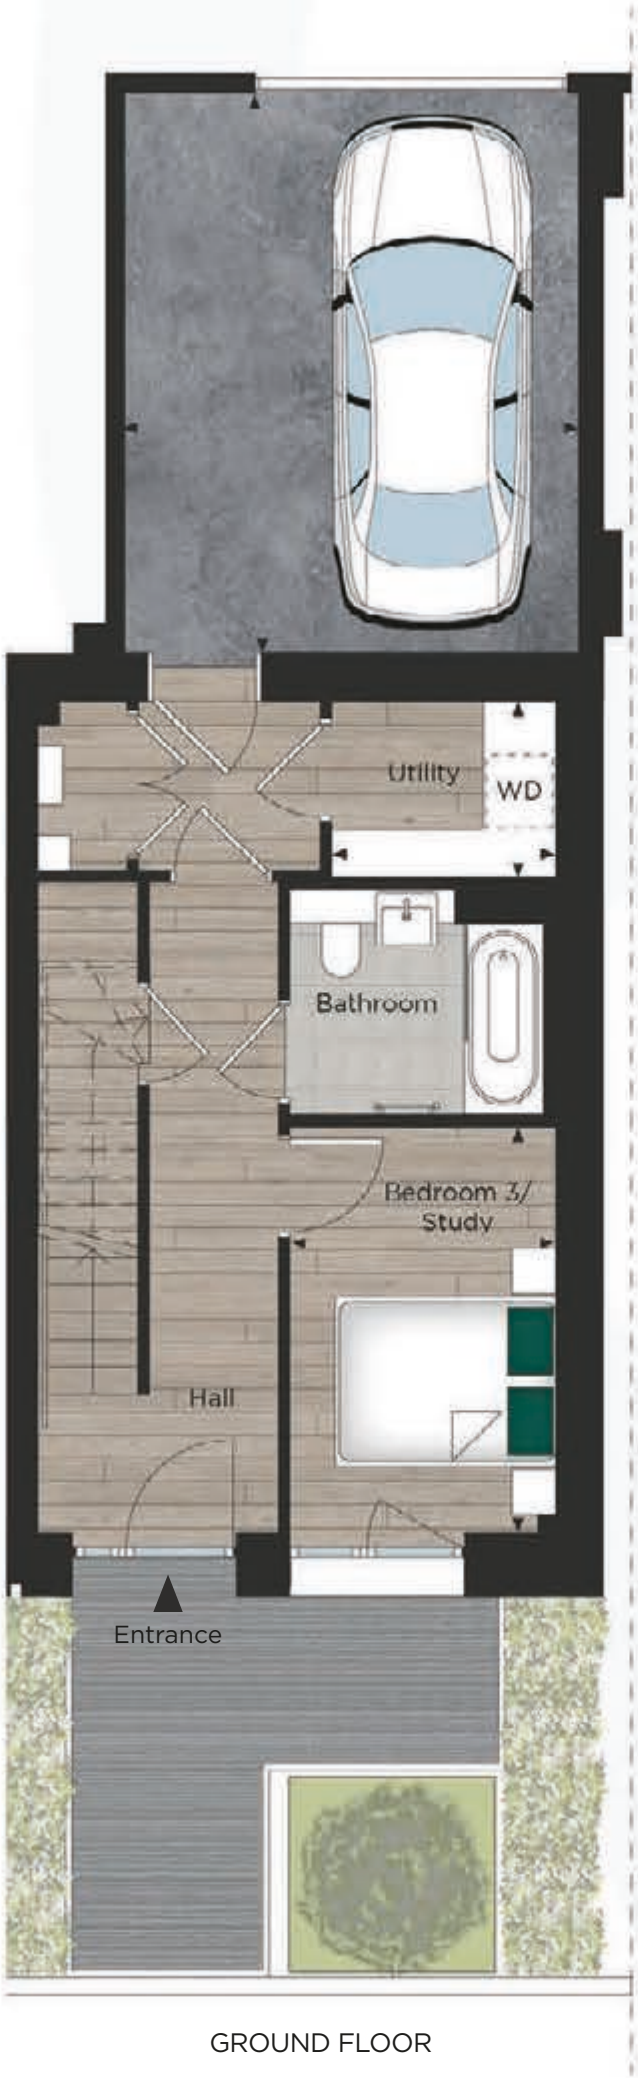 Utility
WD
Bathroom
Bedroom 3/
Study
Hall
Entrance
GROUND FLOOR